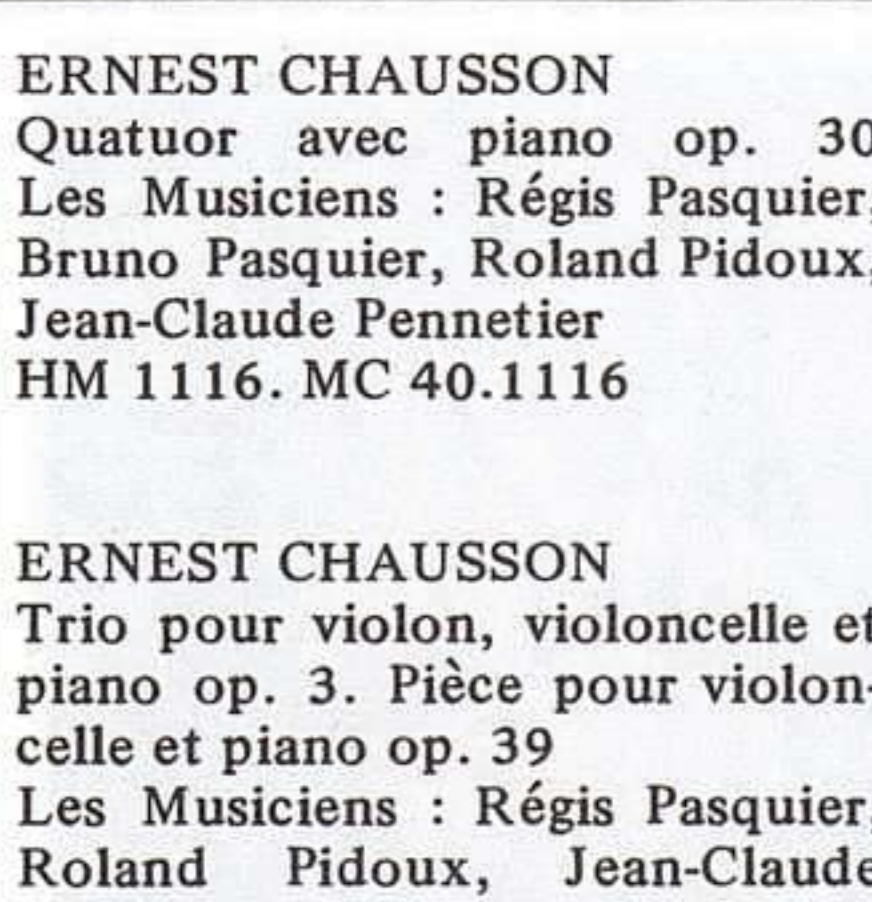 ERNEST CHAUSSON
Quatuor avec piano op. 30
Les Musiciens : Régis Pasquier,
Bruno Pasquier, Roland Pidoux,
Jean-Claude Pennetier
HM 1116. MC 40.1116
ERNEST CHAUSSON
Trio pour violon, violoncelle et
piano op. 3. Pièce pour violon-
celle et piano op. 39
Les Musiciens : Régis Pasquier,
Roland Pidoux, Jean-Claude